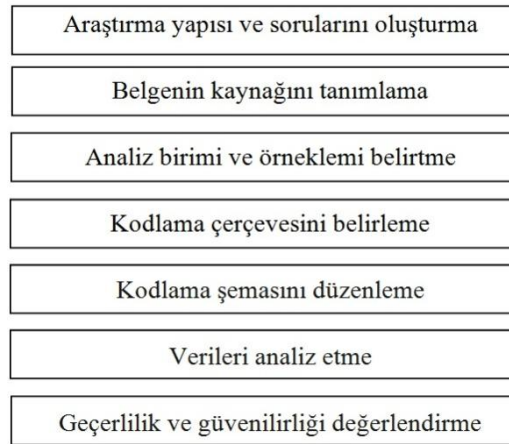 Araştırma yapısı ve sorularını oluşturma
Belgenin kaynağını tanımlama
Analiz birimi ve örneklemi belirtme
Kodlama çerçevesini belirleme
Kodlama şemasını düzenleme
Verileri analiz etme
Geçerlilik ve güvenilirliği değerlendirme